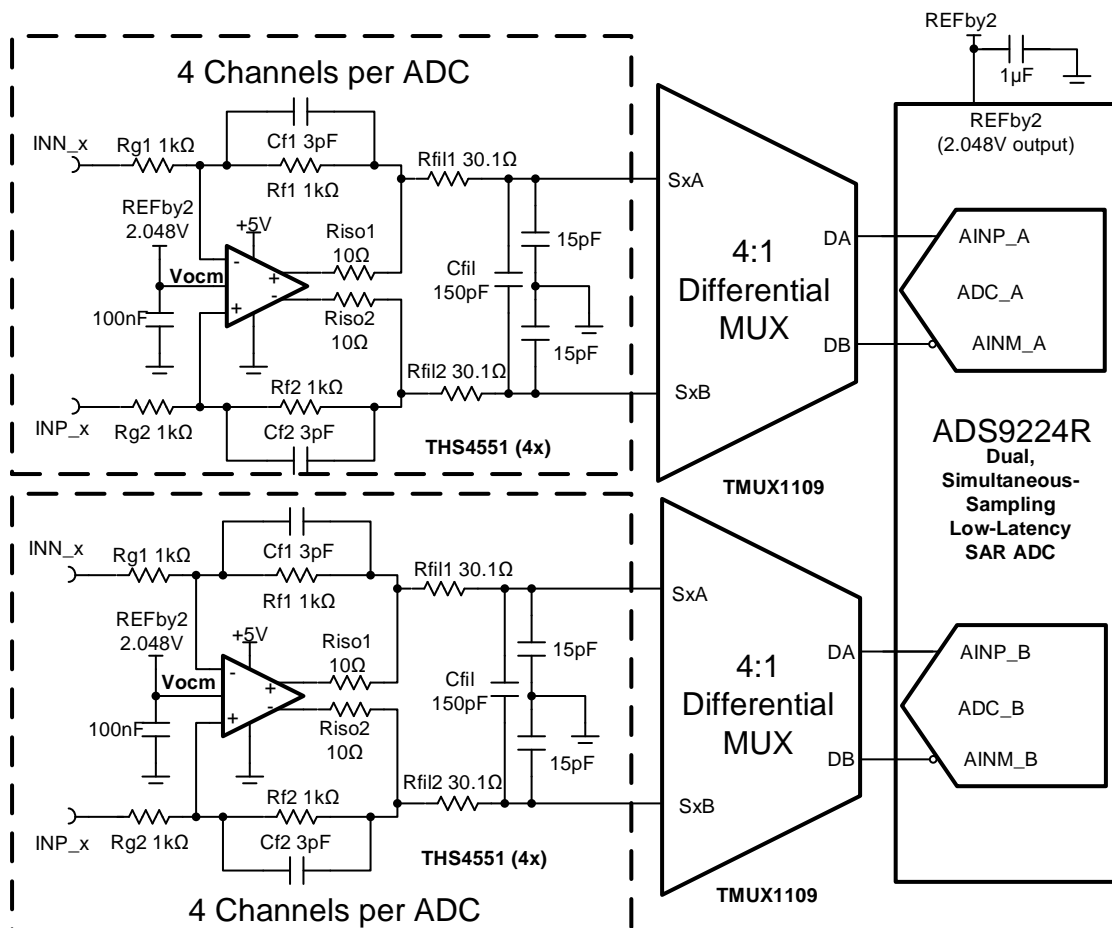 REFby2
1µF
REFby2
(2.048V output)
4 Channels per ADC
INN_x
Rg1 1kΩ
Cf1 3pF
Rf1 1kΩ
Rfil1 30.1Ω
SxA
REFby2
2.048V
+5V
Vocm
-
+
+
-
Riso1
10Ω
Riso2
10Ω
100nF
Cfil
150pF
15pF
15pF
Rf2 1kΩ
Cf2 3pF
Rfil2 30.1Ω
SxB
INP_x
Rg2 1kΩ
THS4551 (4x)
4:1
Differential
MUX
DA
DB
TMUX1109
AINP_A
ADC_A
AINM_A
ADS9224R
Dual,
Simultaneous-
Sampling
Low-Latency
SAR ADC
INN_x
Rg1 1kΩ
Cf1 3pF
Rf1 1kΩ
Rfil1 30.1Ω
SxA
REFby2
2.048V
+5V
Vocm
-
+
+
-
Riso1
10Ω
Riso2
10Ω
100nF
Cfil
150pF
15pF
15pF
Rf2 1kΩ
Cf2 3pF
Rfil2 30.1Ω
SxB
INP_x
Rg2 1kΩ
THS4551 (4x)
4 Channels per ADC
4:1
Differential
MUX
DA
DB
TMUX1109
AINP_B
ADC_B
AINM_B